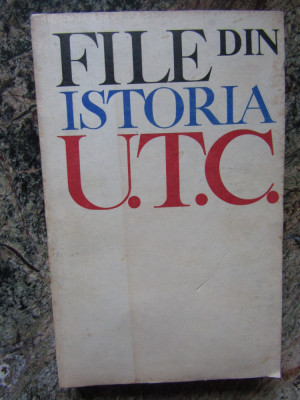 FILE DIN
ISTORIA
U.T.C.